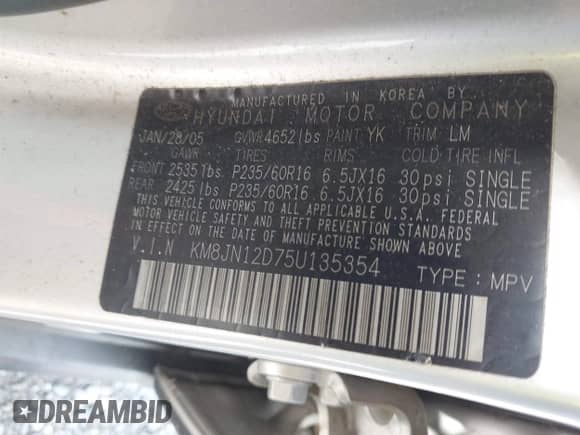 MANUFACTURED IN KOREA BY:
HYUNDAI MOTOR COMPANY
JAN/28/05 GVWR 4652lbs PAINT YK TRIM LM
GAWR TIRES RIMS COLD TIRE INFL
FRONT 2535lbs P235/60R16 6.5JX16 30psi SINGLE
REAR 2425lbs P235/60R16 6.5JX16 30psi SINGLE
THIS VEHICLE CONFORMS TO ALL APPLICABLE U.S.A. FEDERAL
MOTOR VEHICLE SAFETY AND THEFT PREVENTION STANDARDS
IN EFFECT ON THE DATE OF MANUFACTURE SHOWN ABOVE
V.I.N KM8JN12D75U135354 TYPE: MPV
DREAMBID